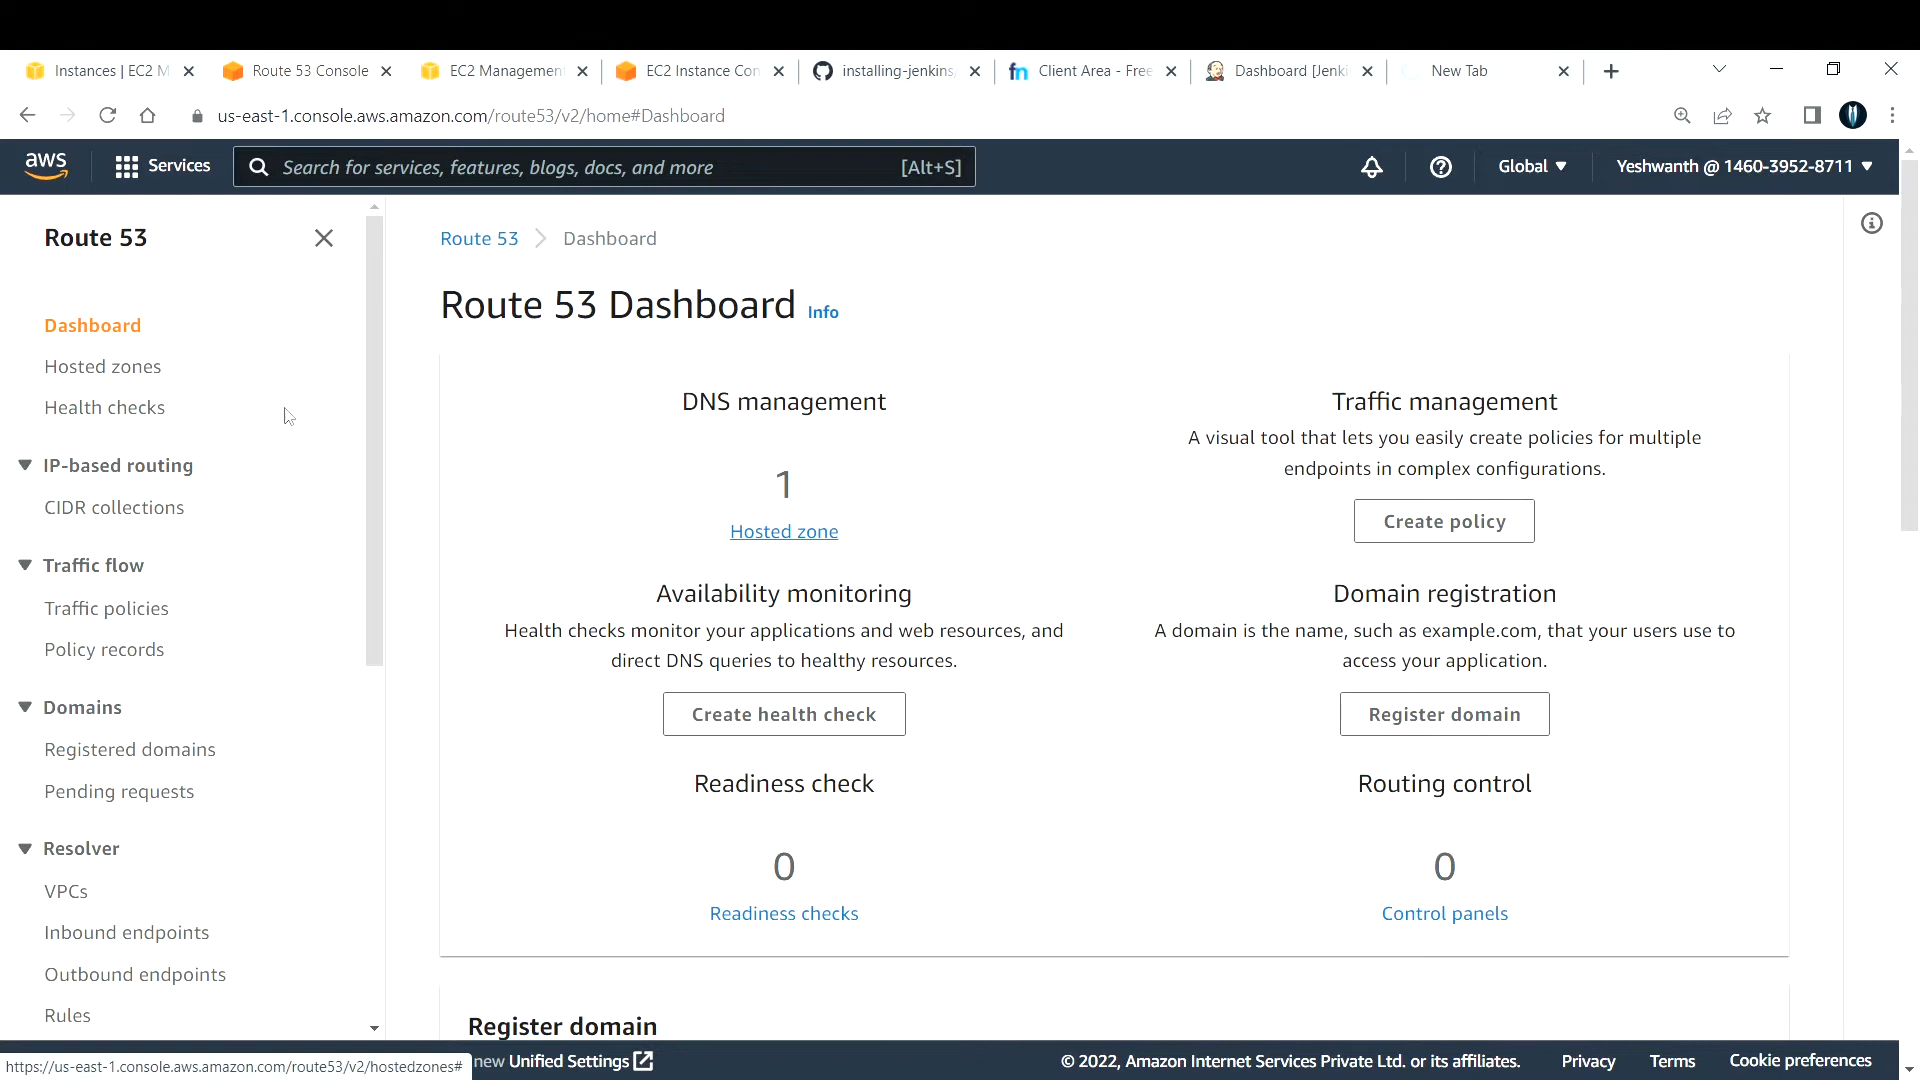 Instances | EC2 M
Route 53 Console
EC2 Management
EC2 Instance Con
installing-jenkins
Client Area - Free
Dashboard [Jenki
New Tab
us-east-1.console.aws.amazon.com/route53/v2/home#Dashboard
aws
Services
Search for services, features, blogs, docs, and more
[Alt+S]
Global
Yeshwanth @ 1460-3952-8711
Route 53
Dashboard
Hosted zones
Health checks
IP-based routing
CIDR collections
Traffic flow
Traffic policies
Policy records
Domains
Registered domains
Pending requests
Resolver
VPCs
Inbound endpoints
Outbound endpoints
Rules
Route 53 > Dashboard
Route 53 Dashboard Info
DNS management
1
Hosted zone
Traffic management
A visual tool that lets you easily create policies for multiple
endpoints in complex configurations.
Create policy
Availability monitoring
Health checks monitor your applications and web resources, and
direct DNS queries to healthy resources.
Create health check
Domain registration
A domain is the name, such as example.com, that your users use to
access your application.
Register domain
Readiness check
0
Readiness checks
Routing control
0
Control panels
Register domain
https://us-east-1.console.aws.amazon.com/route53/v2/hostedzones#
new Unified Settings
© 2022, Amazon Internet Services Private Ltd. or its affiliates.
Privacy
Terms
Cookie preferences